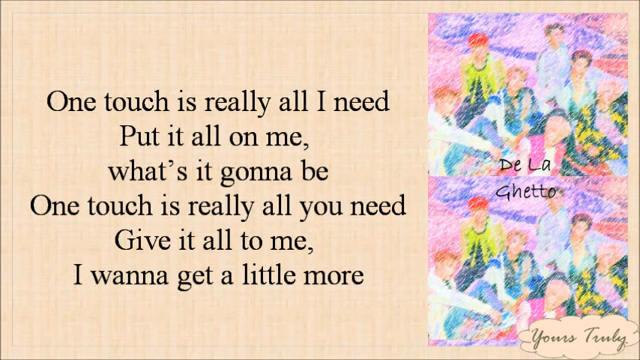 One touch is really all I need
Put it all on me,
what's it gonna be
One touch is really all you need
Give it all to me,
I wanna get a little more
De La
Ghetto
Yours Truly